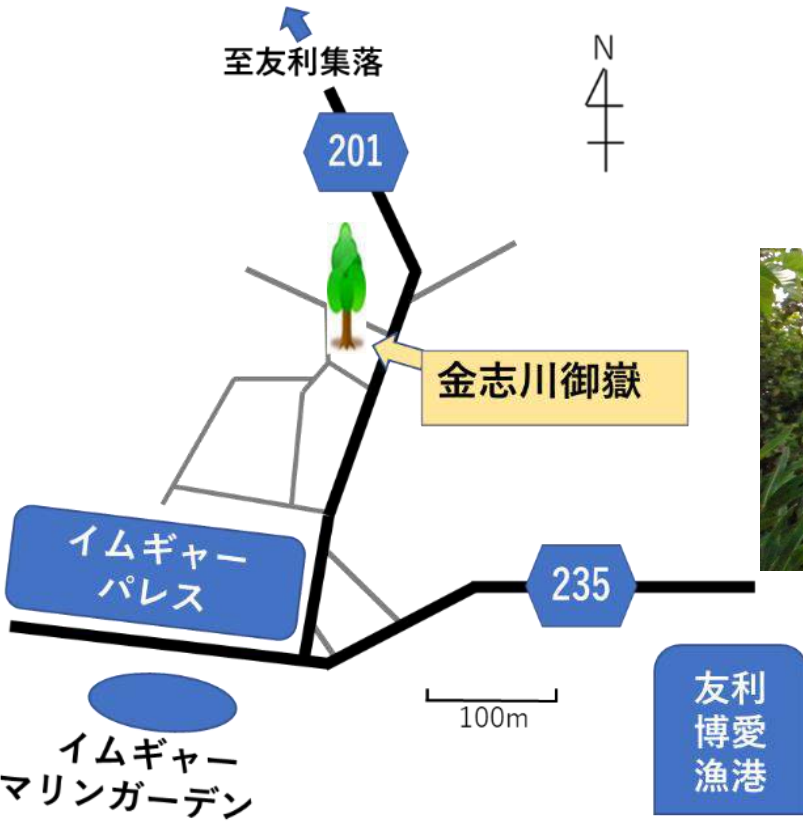 至友利集落
N
201
金志川御嶽
イムギャー
パレス
235
100m
友利
博愛
漁港
イムギャー
マリンガーデン